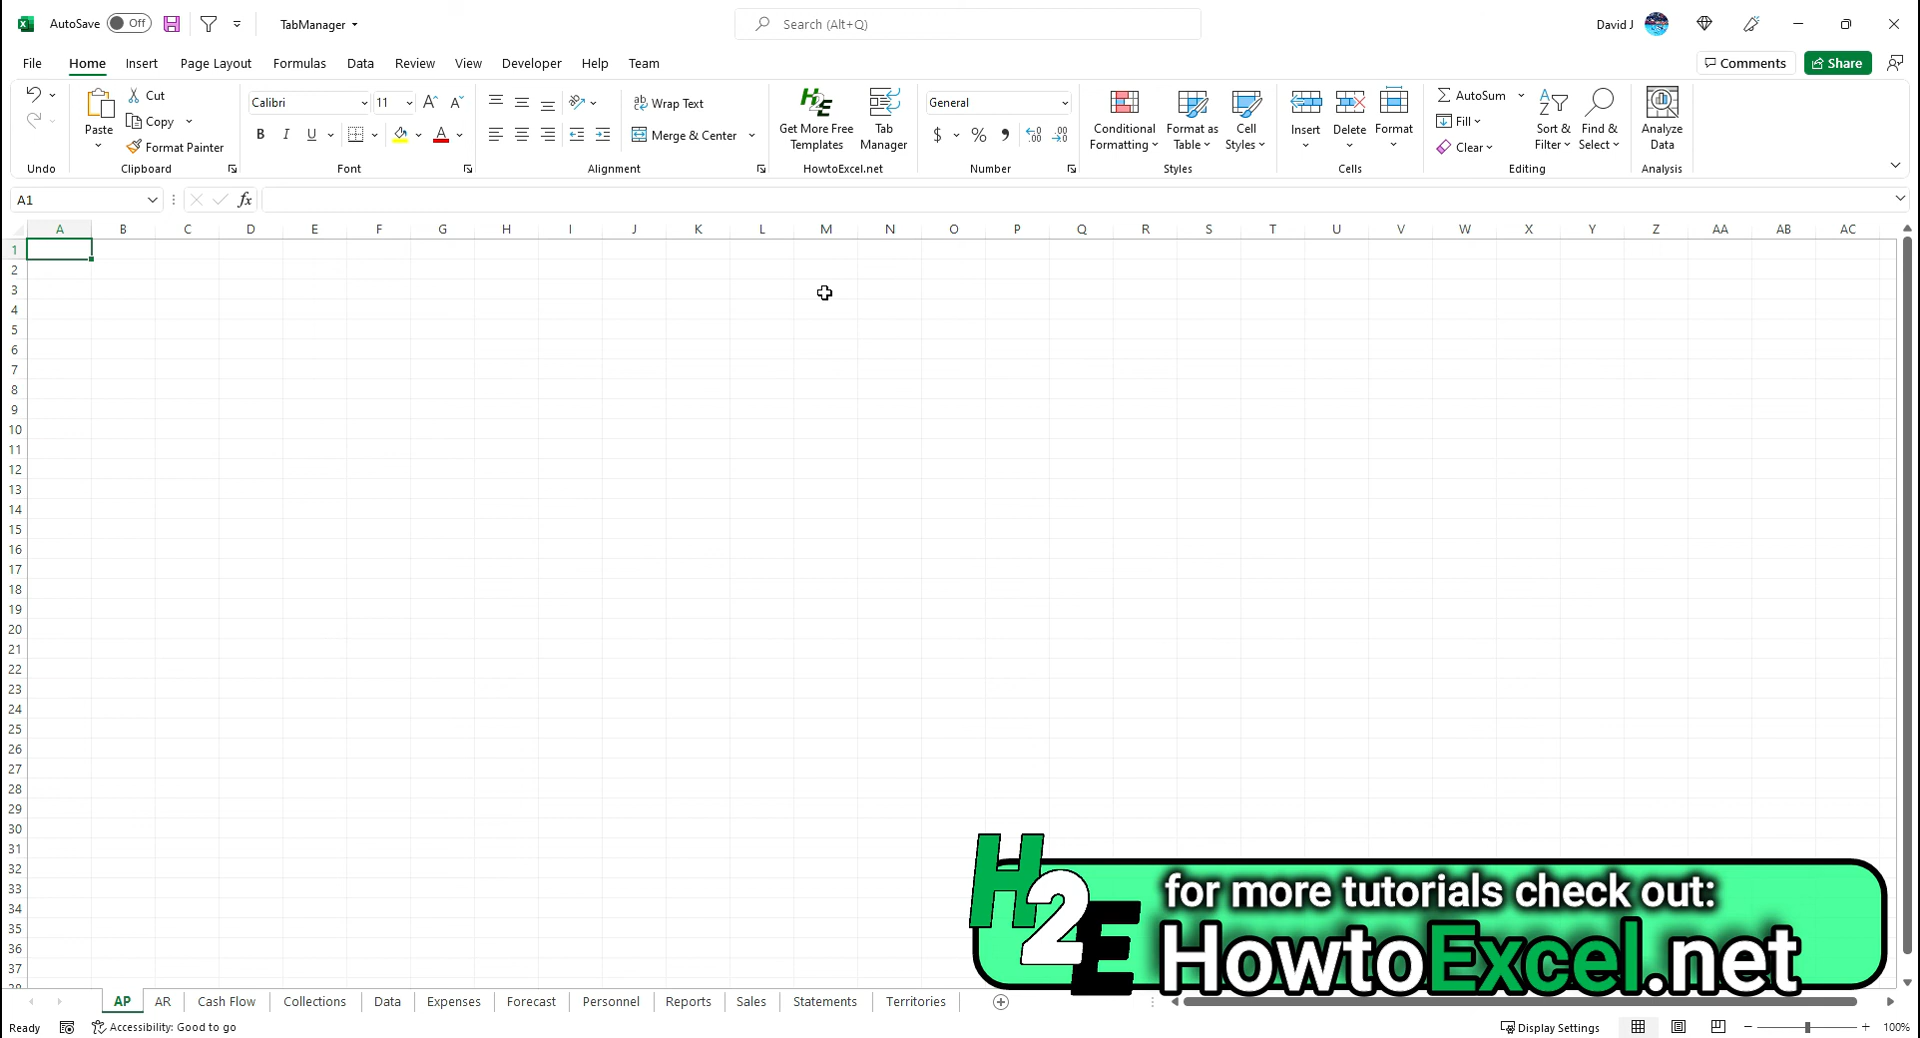 AutoSave Off TabManager Search (Alt+Q) David J
File Home Insert Page Layout Formulas Data Review View Developer Help Team Comments Share
Cut
Copy
Format Painter
Paste
Undo
Clipboard
Calibri 11
B I U
Font
Wrap Text
Merge & Center
Alignment
Get More Free Templates
Tab Manager
HowtoExcel.net
General
$ % 9
Number
Conditional Formatting
Format as Table
Cell Styles
Styles
Insert Delete Format
Cells
AutoSum
Fill
Clear
Sort & Filter
Find & Select
Editing
Analyze Data
Analysis
A1 fx
A B C D E F G H I J K L M N O P Q R S T U V W X Y Z AA AB AC
1
2
3
4
5
6
7
8
9
10
11
12
13
14
15
16
17
18
19
20
21
22
23
24
25
26
27
28
29
30
31
32
33
34
35
36
37
38
H2E
for more tutorials check out:
HowtoExcel.net
AP AR Cash Flow Collections Data Expenses Forecast Personnel Reports Sales Statements Territories
Ready Accessibility: Good to go Display Settings 100%